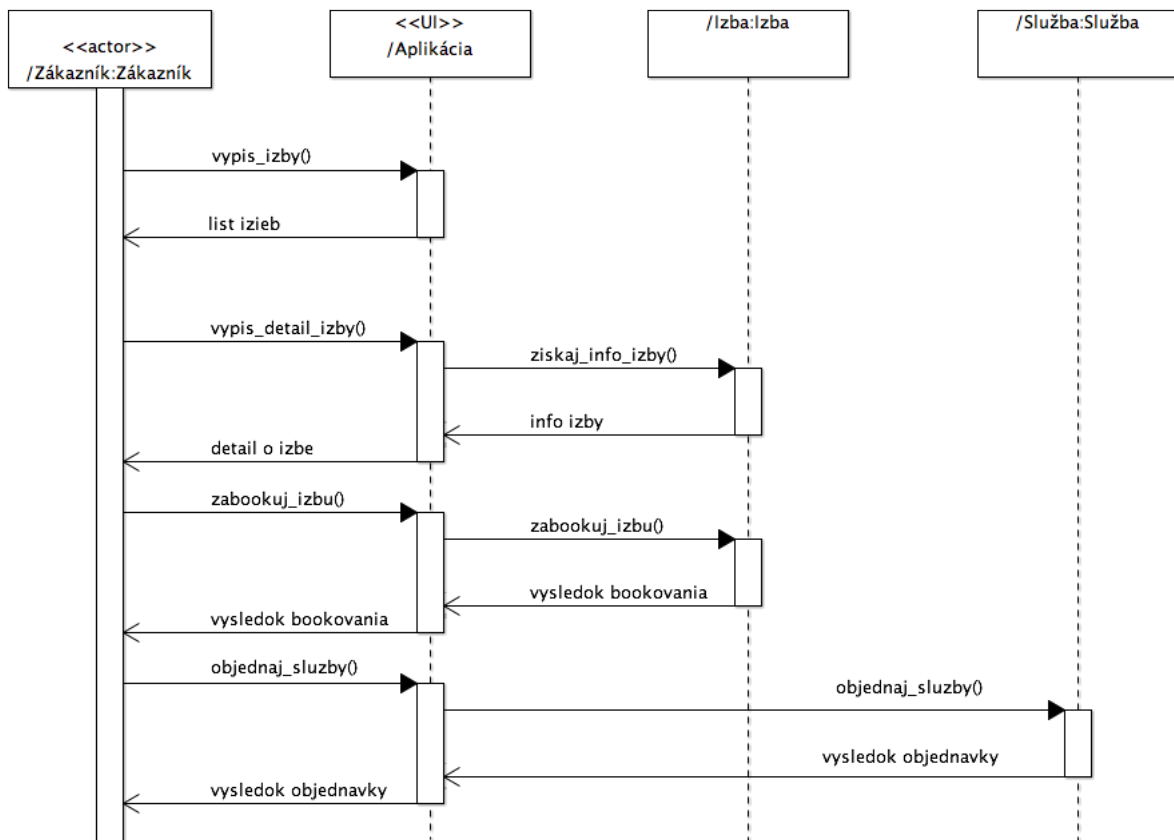 <<actor>>
/Zákazník:Zákazník
<<UI>>
/Aplikácia
/Izba:Izba
/Služba:Služba
vypis_izby()
list izieb
vypis_detail_izby()
ziskaj_info_izby()
info izby
detail o izbe
zabookuj_izbu()
zabookuj_izbu()
vysledok bookovania
vysledok bookovania
objednaj_sluzby()
objednaj_sluzby()
vysledok objednavky
vysledok objednavky